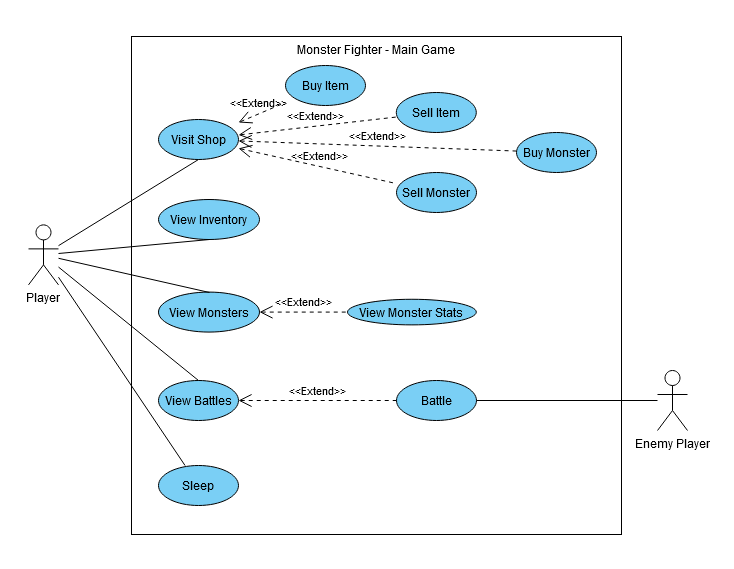 Monster Fighter - Main Game
Buy Item
<<Extend>>
Sell Item
<<Extend>>
Visit Shop
<<Extend>>
Buy Monster
<<Extend>>
Sell Monster
View Inventory
Player
<<Extend>>
View Monsters
View Monster Stats
<<Extend>>
View Battles
Battle
Enemy Player
Sleep